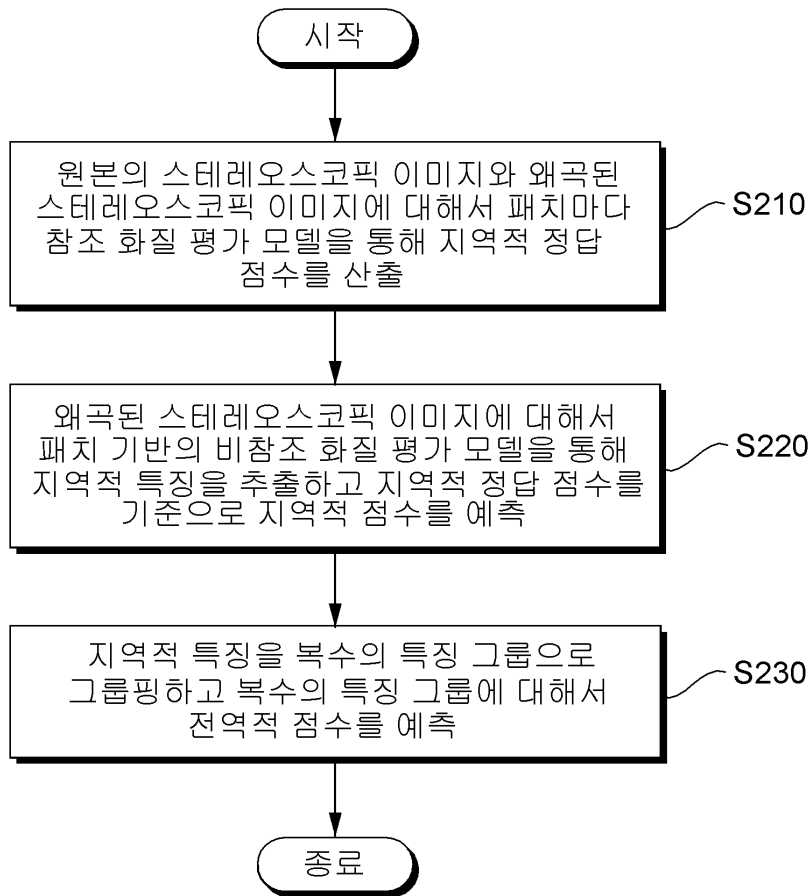 시작
원본의 스테레오스코픽 이미지와 왜곡된
스테레오스코픽 이미지에 대해서 패치마다
참조 화질 평가 모델을 통해 지역적 정답
점수를 산출
S210
왜곡된 스테레오스코픽 이미지에 대해서
패치 기반의 비참조 화질 평가 모델을 통해
지역적 특징을 추출하고 지역적 정답 점수를
기준으로 지역적 점수를 예측
S220
지역적 특징을 복수의 특징 그룹으로
그룹핑하고 복수의 특징 그룹에 대해서
전역적 점수를 예측
S230
종료